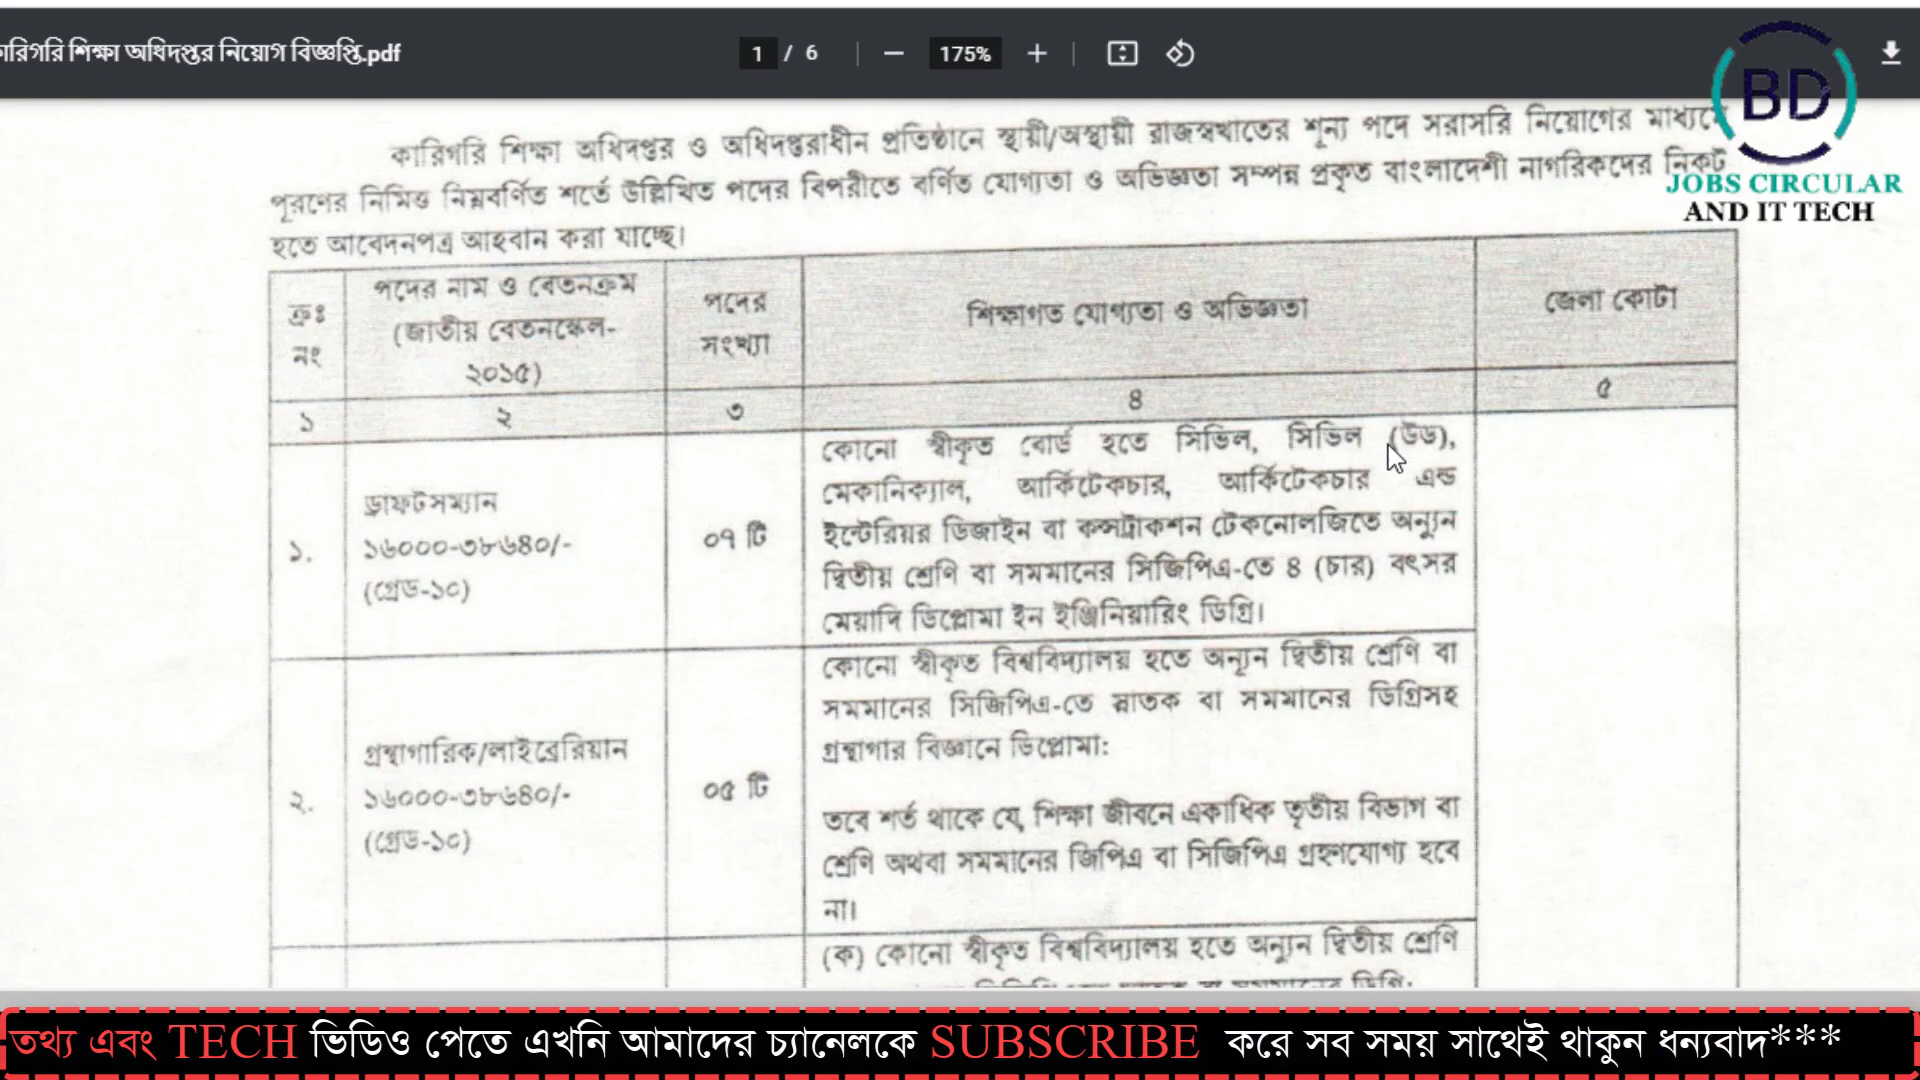 কারিগরি শিক্ষা অধিদপ্তর নিয়োগ বিজ্ঞপ্তি.pdf
1 / 6
175%
BD
JOBS CIRCULAR
AND IT TECH
কারিগরি শিক্ষা অধিদপ্তর ও অধিদপ্তরাধীন প্রতিষ্ঠানে স্থায়ী/অস্থায়ী রাজস্বখাতের শূন্য পদে সরাসরি নিয়োগের মাধ্যমে
পূরণের নিমিত্ত নিম্নবর্ণিত শর্তে উল্লিখিত পদের বিপরীতে বর্ণিত যোগ্যতা ও অভিজ্ঞতা সম্পন্ন প্রকৃত বাংলাদেশী নাগরিকদের নিকট
হতে আবেদনপত্র আহবান করা যাচ্ছে।
ক্রঃ নং
পদের নাম ও বেতনক্রম
(জাতীয় বেতনস্কেল-
২০১৫)
পদের
সংখ্যা
শিক্ষাগত যোগ্যতা ও অভিজ্ঞতা
জেলা কোটা
১ ২ ৩ ৪ ৫
১.
ড্রাফটসম্যান
১৬০০০-৩৮৬৪০/-
(গ্রেড-১০)
০৭ টি
কোনো স্বীকৃত বোর্ড হতে সিভিল, সিভিল (উড),
মেকানিক্যাল, আর্কিটেকচার, আর্কিটেকচার এন্ড
ইন্টেরিয়র ডিজাইন বা কন্সট্রাকশন টেকনোলজিতে অন্যূন
দ্বিতীয় শ্রেণি বা সমমানের সিজিপিএ-তে ৪ (চার) বৎসর
মেয়াদি ডিপ্লোমা ইন ইঞ্জিনিয়ারিং ডিগ্রি।
২.
গ্রন্থাগারিক/লাইব্রেরিয়ান
১৬০০০-৩৮৬৪০/-
(গ্রেড-১০)
০৫ টি
কোনো স্বীকৃত বিশ্ববিদ্যালয় হতে অন্যূন দ্বিতীয় শ্রেণি বা
সমমানের সিজিপিএ-তে স্নাতক বা সমমানের ডিগ্রিসহ
গ্রন্থাগার বিজ্ঞানে ডিপ্লোমা:
তবে শর্ত থাকে যে, শিক্ষা জীবনে একাধিক তৃতীয় বিভাগ বা
শ্রেণি অথবা সমমানের জিপিএ বা সিজিপিএ গ্রহণযোগ্য হবে
না।
(ক) কোনো স্বীকৃত বিশ্ববিদ্যালয় হতে অন্যূন দ্বিতীয় শ্রেণি
তথ্য এবং TECH ভিডিও পেতে এখনি আমাদের চ্যানেলকে SUBSCRIBE করে সব সময় সাথেই থাকুন ধন্যবাদ***